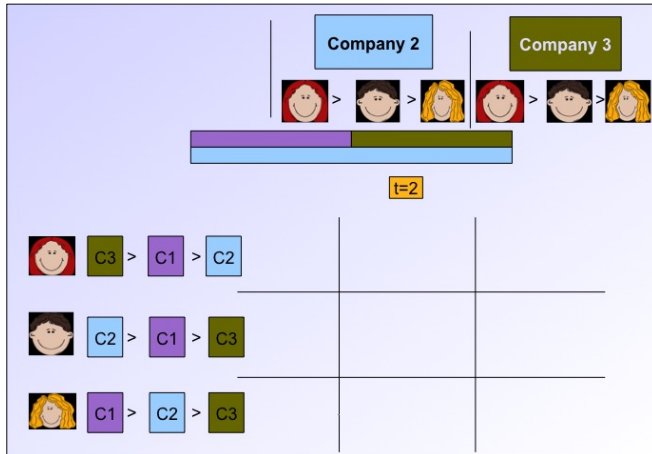 Company 2
Company 3
> > > >
t=2
C3 > C1 > C2
C2 > C1 > C3
C1 > C2 > C3